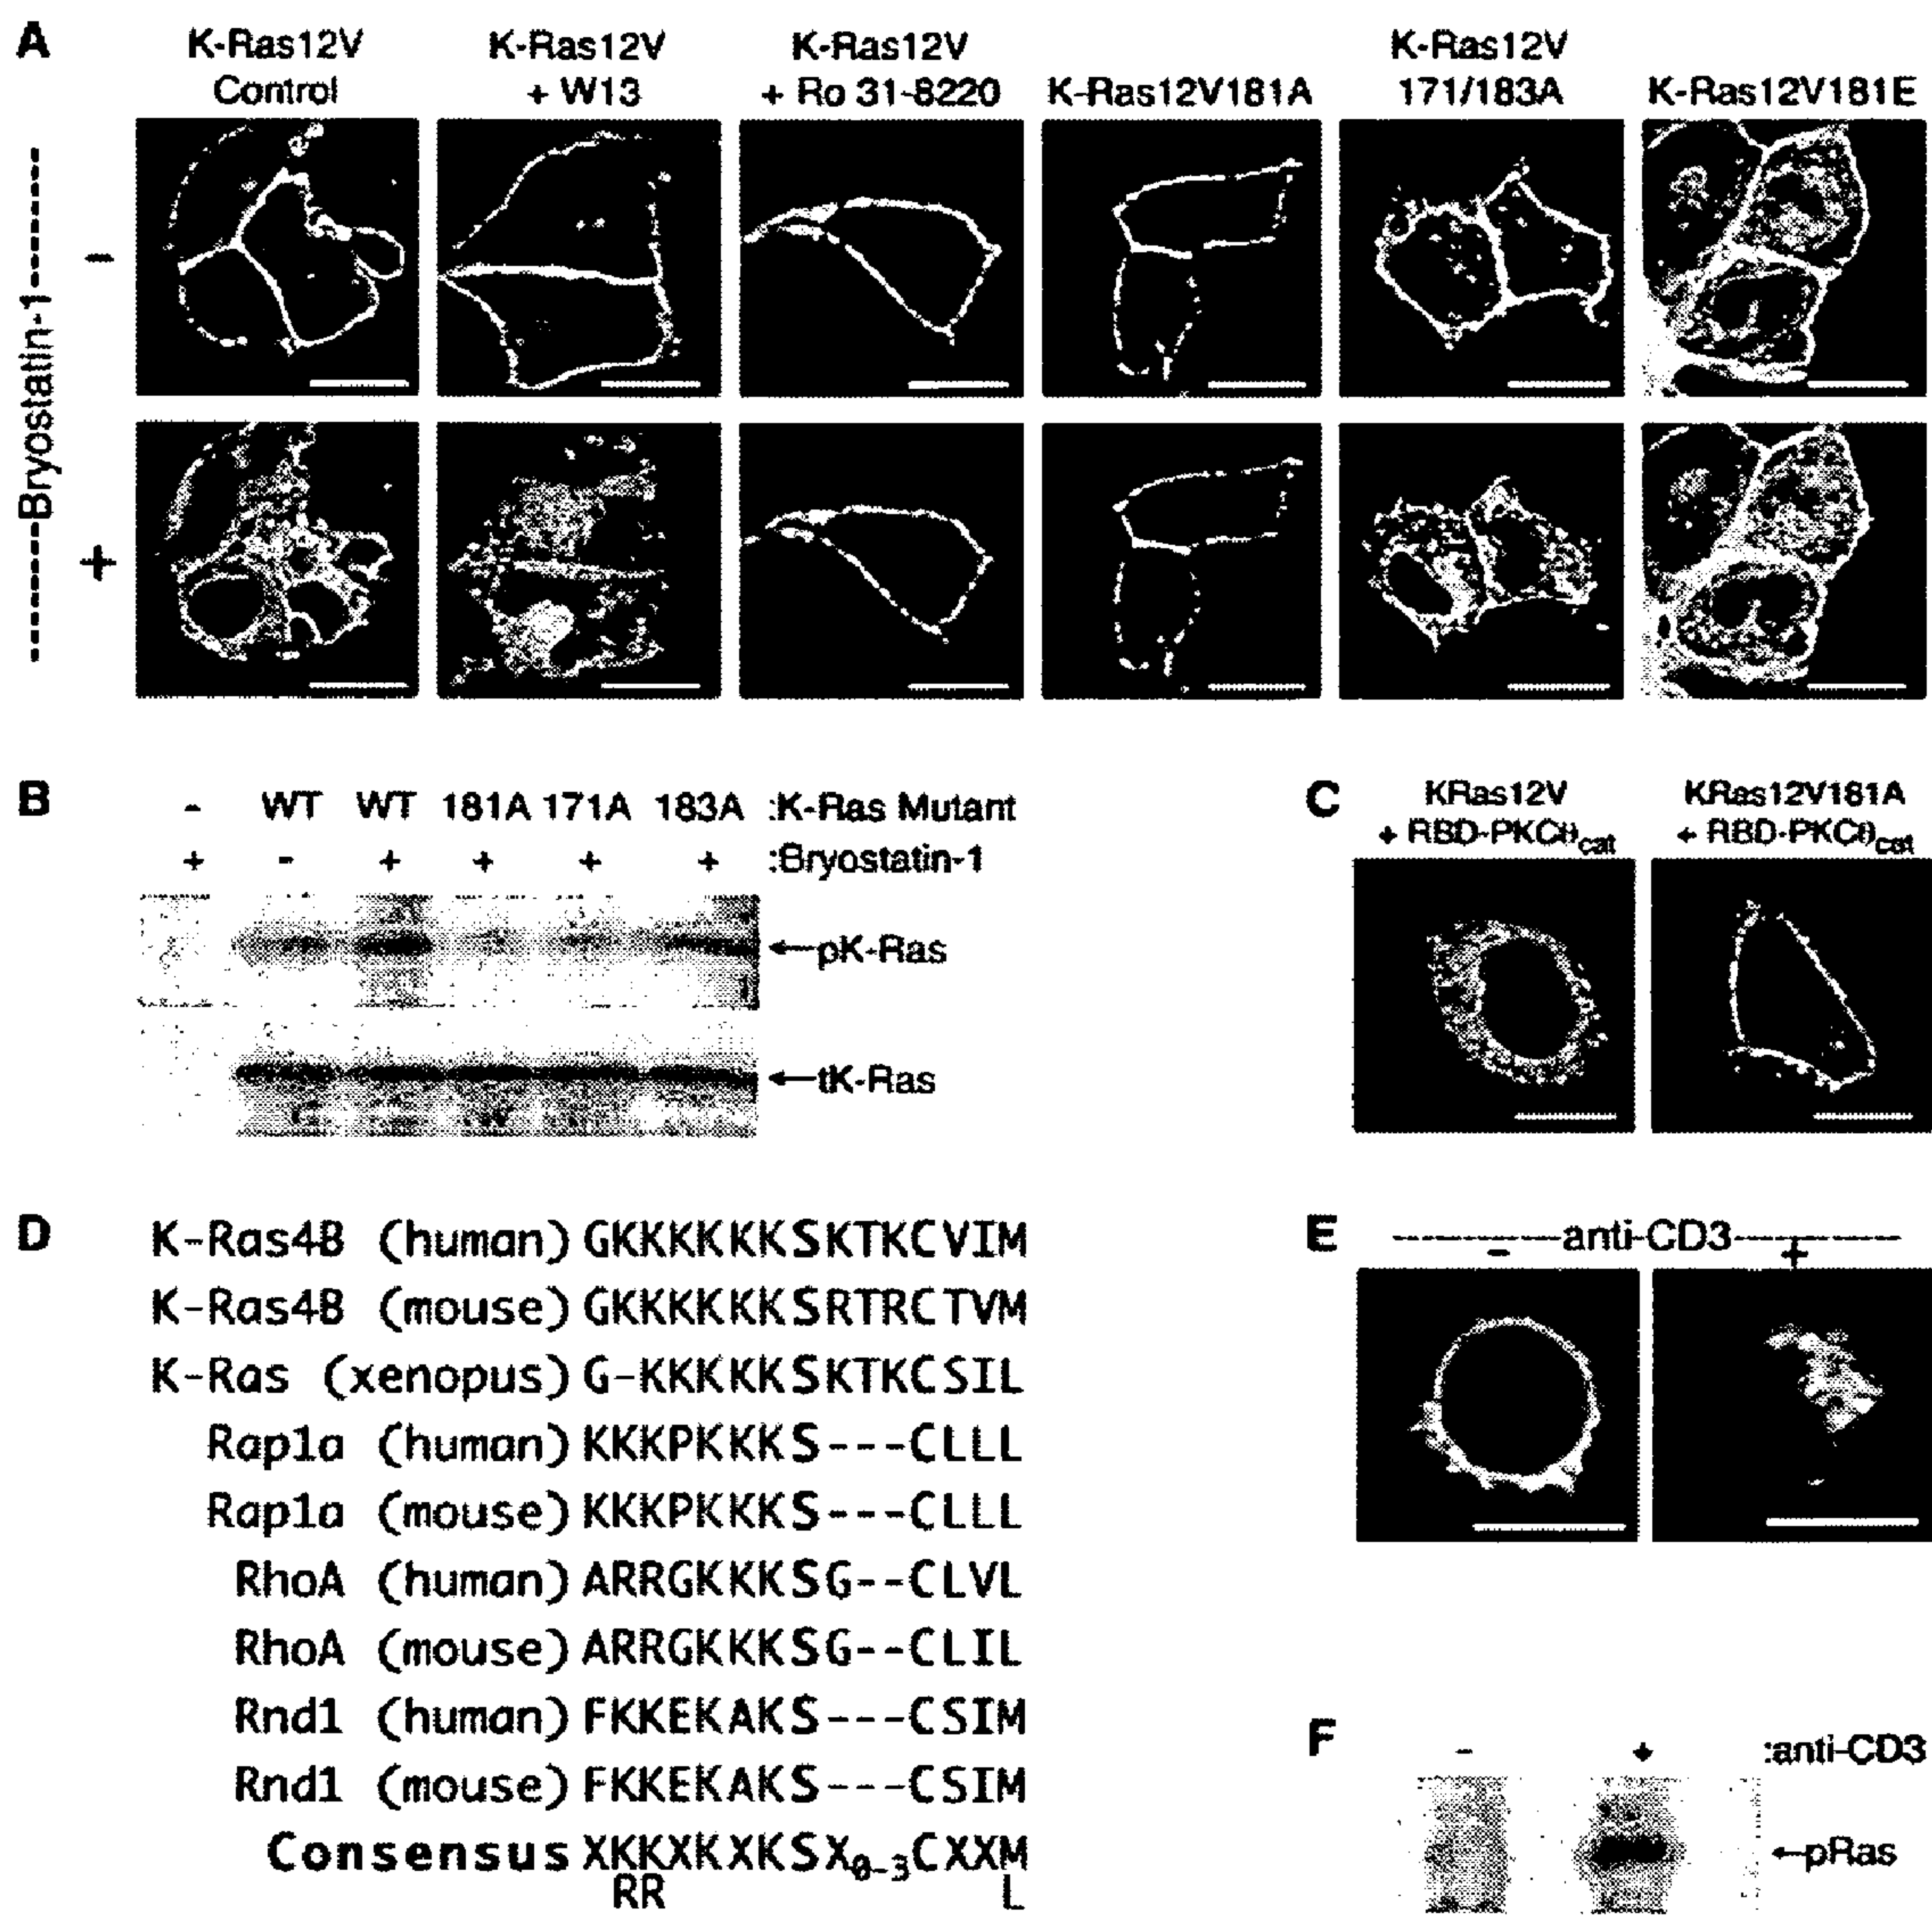 A
K-Ras12V
Control
K-Ras12V
+ W13
K-Ras12V
+ Ro 31-8220
K-Ras12V181A
K-Ras12V
171/183A
K-Ras12V181E
--------Bryostatin-1--------
-
+
B
- WT WT 181A 171A 183A :K-Ras Mutant
+ - + + + + :Bryostatin-1
←pK-Ras
←tK-Ras
C
KRas12V
+ RBD-PKCθcat
KRas12V181A
+ RBD-PKCθcat
D
K-Ras4B (human) GKKKKKKSKTKCVIM
K-Ras4B (mouse) GKKKKKKSRTRCTVM
K-Ras (xenopus) G-KKKKKSKTKCSIL
Rap1a (human) KKKPKKKS---CLLL
Rap1a (mouse) KKKPKKKS---CLLL
RhoA (human) ARRGKKKSG--CLVL
RhoA (mouse) ARRGKKKSG--CLIL
Rnd1 (human) FKKEKAKS---CSIM
Rnd1 (mouse) FKKEKAKS---CSIM
Consensus XKKXKXKSX0-3CXXM
RR L
E
----------anti-CD3----------
- +
F
- + :anti-CD3
←pRas